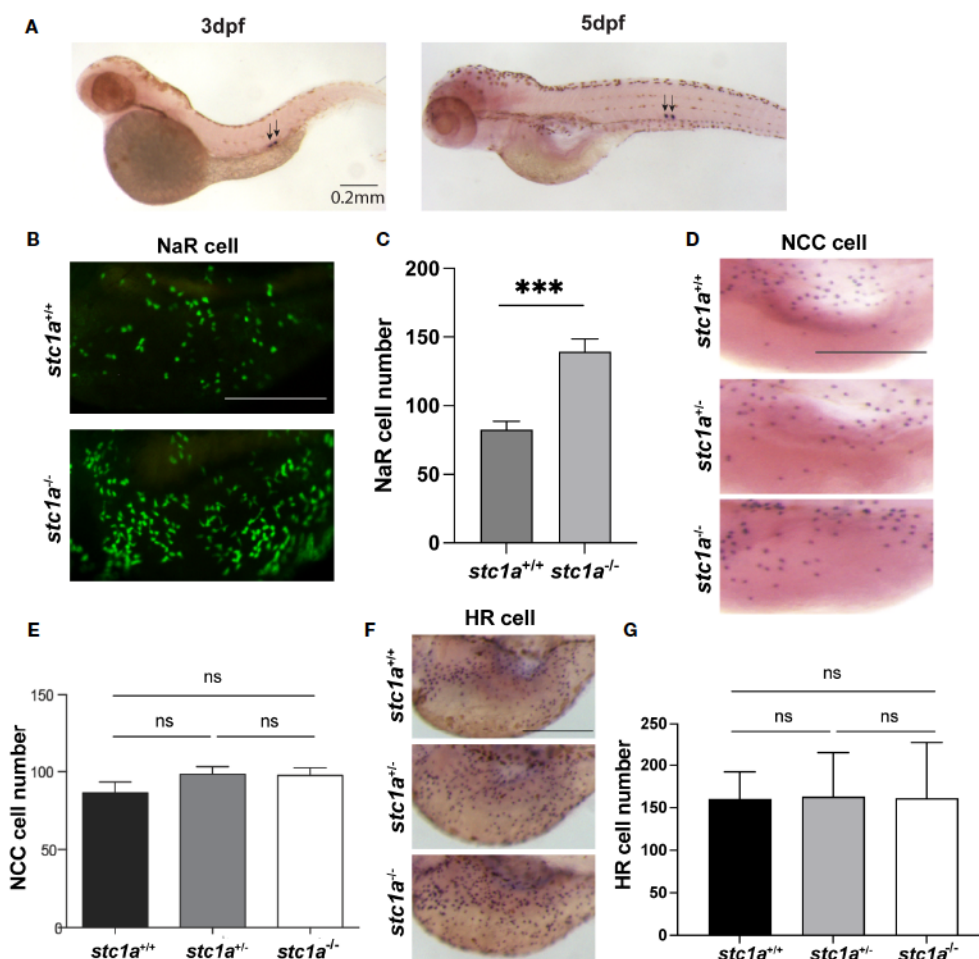 A
3dpf
5dpf
0.2mm
B
NaR cell
stc1a+/+
stc1a-/-
C
NaR cell number
200
150
100
50
0
***
stc1a+/+ stc1a-/-
D
NCC cell
stc1a+/+
stc1a+/-
stc1a-/-
E
NCC cell number
150
100
50
0
ns
ns ns
stc1a+/+ stc1a+/- stc1a-/-
F
HR cell
stc1a+/+
stc1a+/-
stc1a-/-
G
HR cell number
250
200
150
100
50
0
ns
ns ns
stc1a+/+ stc1a+/- stc1a-/-